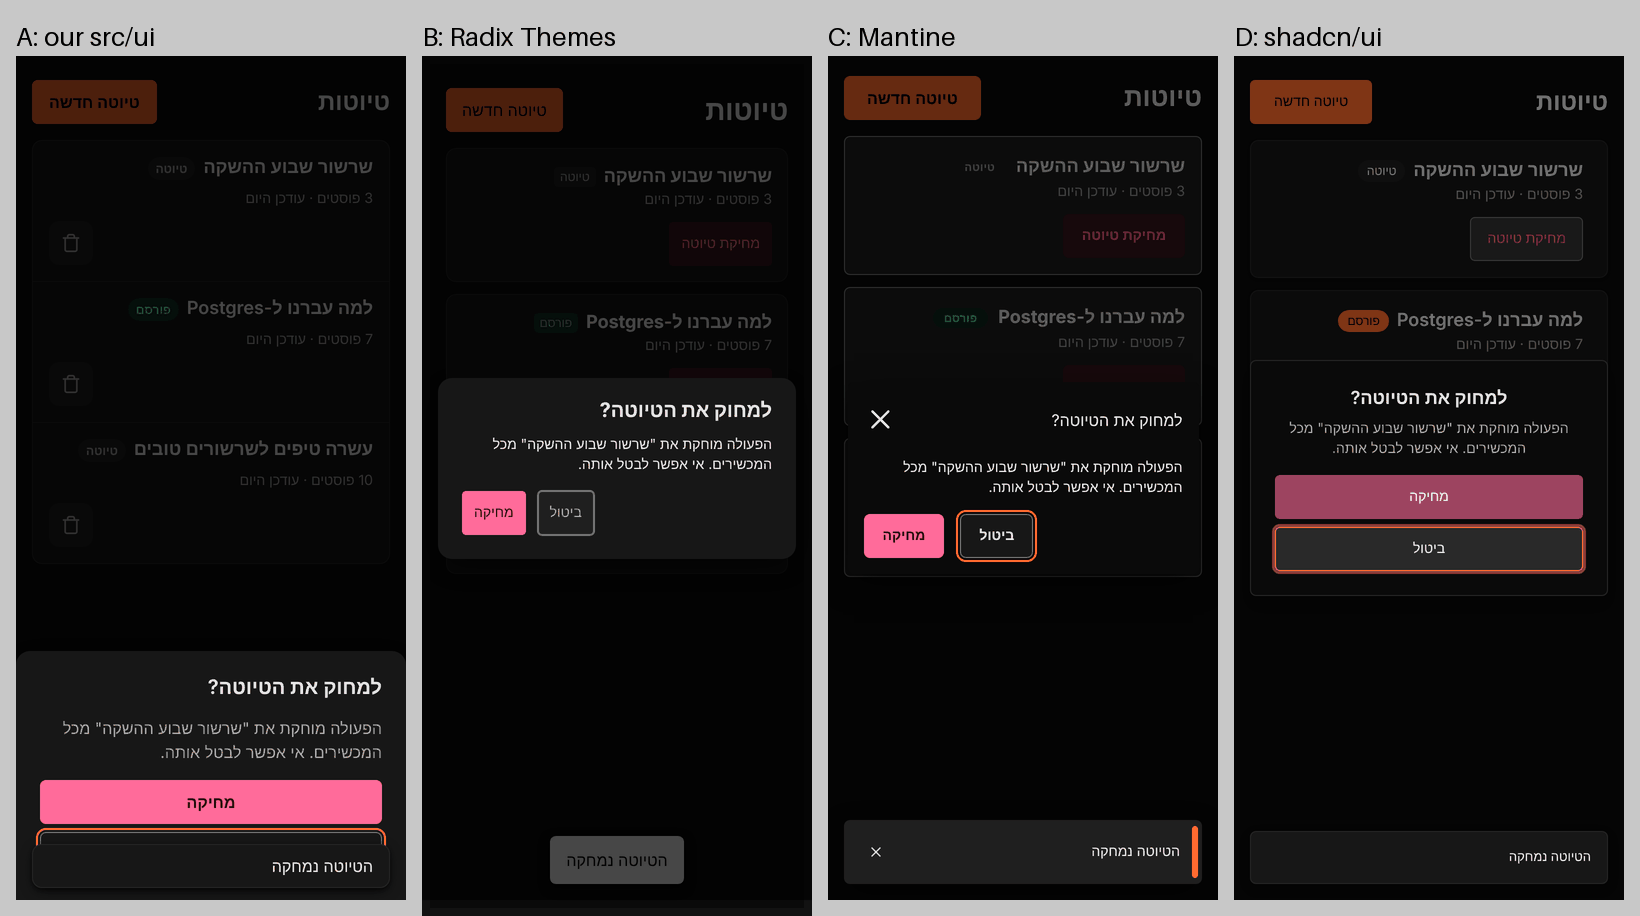 A: our src/ui
טיוטות
טיוטה חדשה
שרשור שבוע ההשקה טיוטה
3 פוסטים · עודכן היום
למה עברנו ל-Postgres פורסם
7 פוסטים · עודכן היום
עשרה טיפים לשרשורים טובים טיוטה
10 פוסטים · עודכן היום
למחוק את הטיוטה?
הפעולה מוחקת את "שרשור שבוע ההשקה" מכל
המכשירים. אי אפשר לבטל אותה.
מחיקה
הטיוטה נמחקה
B: Radix Themes
טיוטות
טיוטה חדשה
שרשור שבוע ההשקה טיוטה
3 פוסטים · עודכן היום
מחיקת טיוטה
למה עברנו ל-Postgres פורסם
7 פוסטים · עודכן היום
למחוק את הטיוטה?
הפעולה מוחקת את "שרשור שבוע ההשקה" מכל
המכשירים. אי אפשר לבטל אותה.
ביטול
מחיקה
הטיוטה נמחקה
C: Mantine
טיוטות
טיוטה חדשה
שרשור שבוע ההשקה טיוטה
3 פוסטים · עודכן היום
מחיקת טיוטה
למה עברנו ל-Postgres פורסם
7 פוסטים · עודכן היום
למחוק את הטיוטה?
הפעולה מוחקת את "שרשור שבוע ההשקה" מכל
המכשירים. אי אפשר לבטל אותה.
ביטול
מחיקה
הטיוטה נמחקה
D: shadcn/ui
טיוטות
טיוטה חדשה
שרשור שבוע ההשקה טיוטה
3 פוסטים · עודכן היום
מחיקת טיוטה
למה עברנו ל-Postgres פורסם
7 פוסטים · עודכן היום
למחוק את הטיוטה?
הפעולה מוחקת את "שרשור שבוע ההשקה" מכל
המכשירים. אי אפשר לבטל אותה.
מחיקה
ביטול
הטיוטה נמחקה